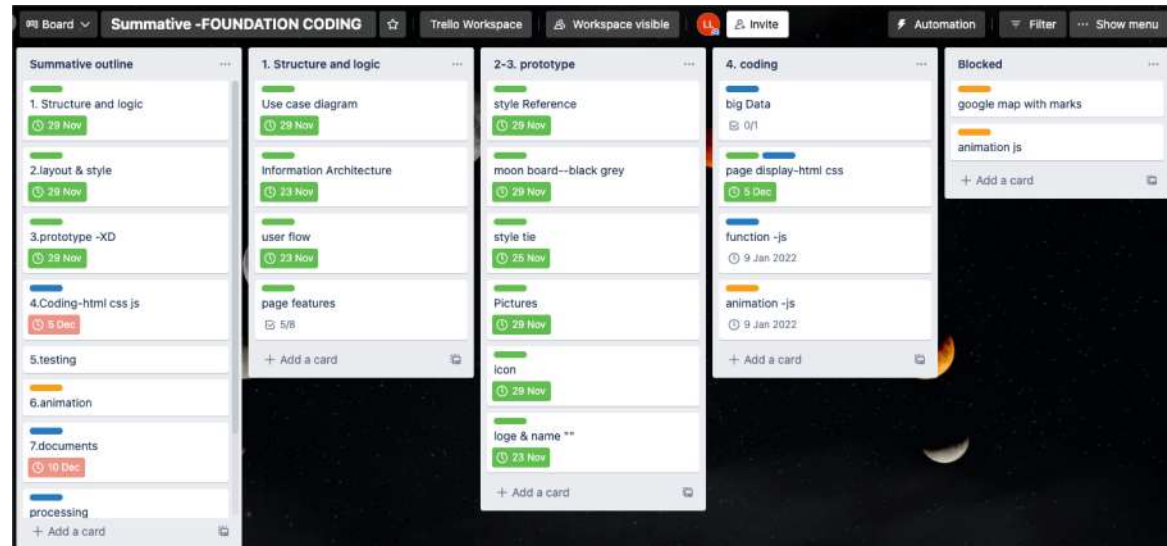 Board
Summative -FOUNDATION CODING
Trello Workspace
Workspace visible
LL
Invite
Automation
Filter
Show menu
Summative outline
1. Structure and logic
29 Nov
2.layout & style
29 Nov
3.prototype -XD
29 Nov
4.Coding-html css js
5 Dec
5.testing
6.animation
7.documents
10 Dec
processing
+ Add a card
1. Structure and logic
Use case diagram
29 Nov
Information Architecture
23 Nov
user flow
23 Nov
page features
5/8
+ Add a card
2-3. prototype
style Reference
29 Nov
moon board--black grey
29 Nov
style tie
25 Nov
Pictures
29 Nov
icon
29 Nov
loge & name ""
23 Nov
+ Add a card
4. coding
big Data
0/1
page display-html css
5 Dec
function -js
9 Jan 2022
animation -js
9 Jan 2022
+ Add a card
Blocked
google map with marks
animation js
+ Add a card